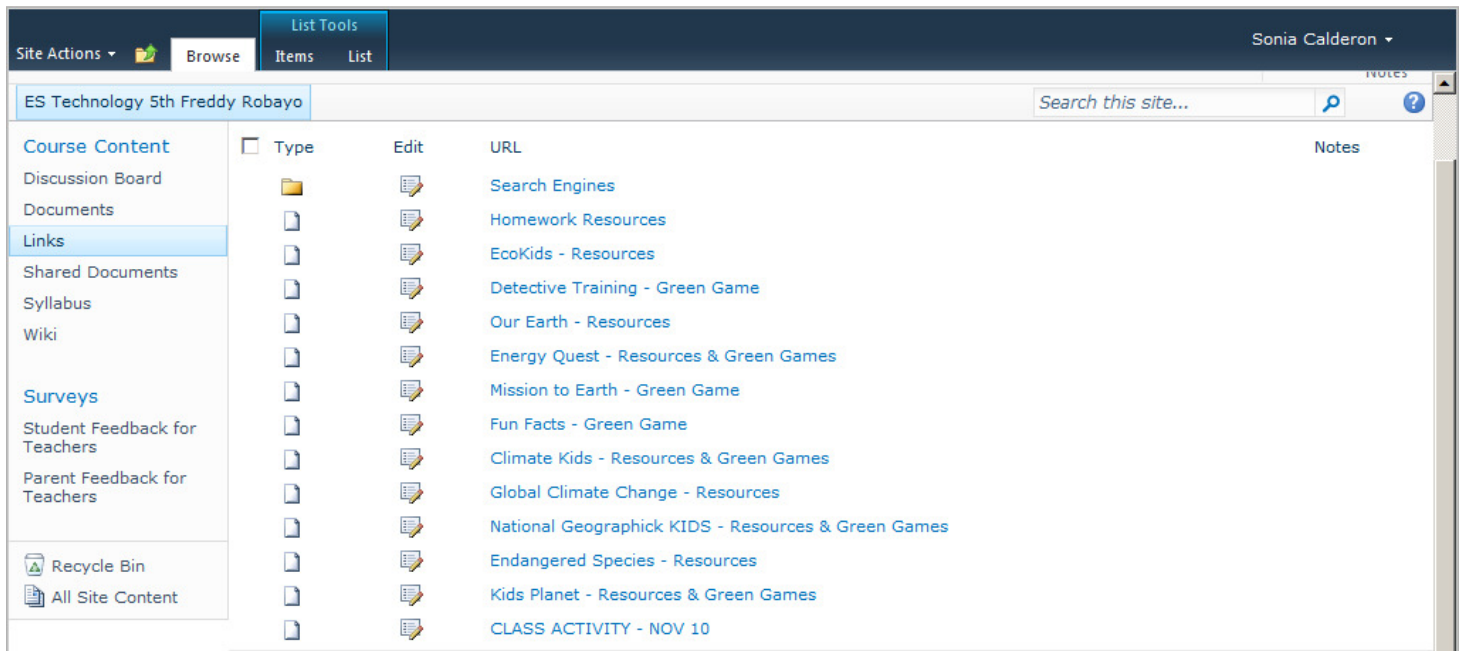 List Tools
Site Actions Browse Items List Sonia Calderon
Notes
ES Technology 5th Freddy Robayo Search this site...
Course Content
Discussion Board
Documents
Links
Shared Documents
Syllabus
Wiki
Surveys
Student Feedback for
Teachers
Parent Feedback for
Teachers
Recycle Bin
All Site Content
Type Edit URL Notes
Search Engines
Homework Resources
EcoKids - Resources
Detective Training - Green Game
Our Earth - Resources
Energy Quest - Resources & Green Games
Mission to Earth - Green Game
Fun Facts - Green Game
Climate Kids - Resources & Green Games
Global Climate Change - Resources
National Geographick KIDS - Resources & Green Games
Endangered Species - Resources
Kids Planet - Resources & Green Games
CLASS ACTIVITY - NOV 10